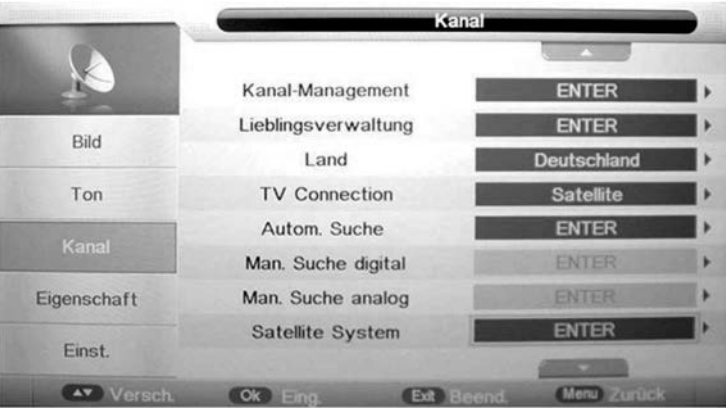 Kanal
Bild
Ton
Kanal
Eigenschaft
Einst.
Kanal-Management ENTER
Lieblingsverwaltung ENTER
Land Deutschland
TV Connection Satellite
Autom. Suche ENTER
Man. Suche digital ENTER
Man. Suche analog ENTER
Satellite System ENTER
Versch. Ok Eing. Exit Beend. Menu Zurück